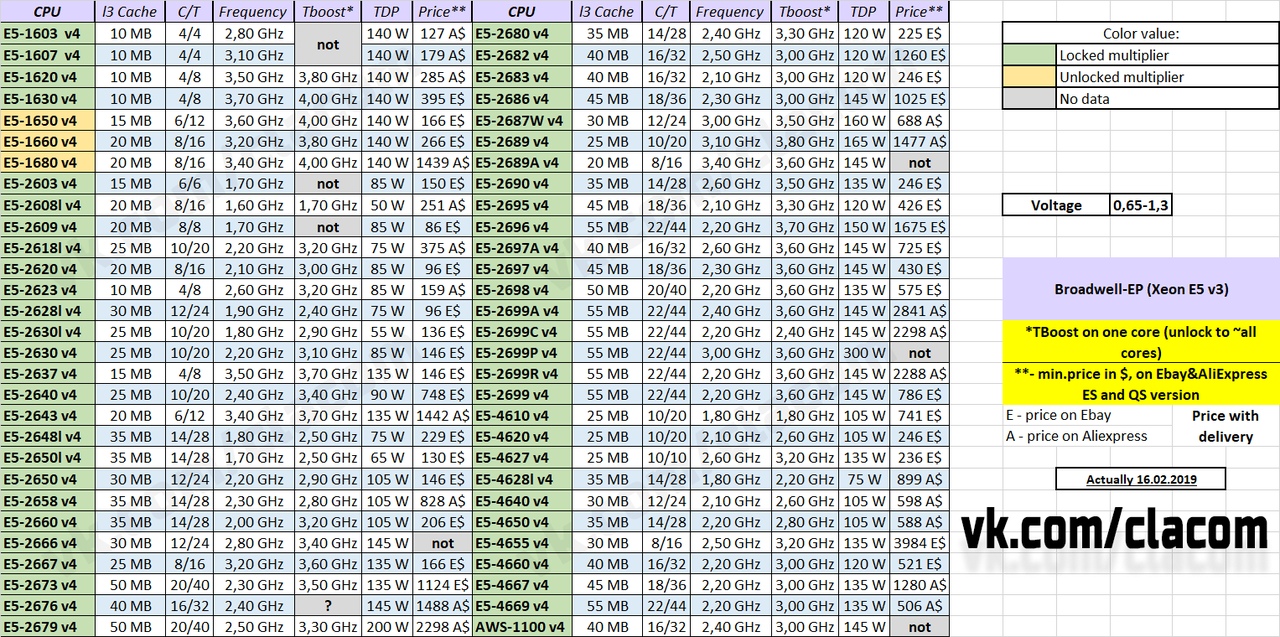 CPU l3 Cache C/T Frequency Tboost* TDP Price** CPU l3 Cache C/T Frequency Tboost* TDP Price**
E5-1603 v4 10 MB 4/4 2,80 GHz not 140 W 127 A$ E5-2680 v4 35 MB 14/28 2,40 GHz 3,30 GHz 120 W 225 E$
E5-1607 v4 10 MB 4/4 3,10 GHz 140 W 179 A$ E5-2682 v4 40 MB 16/32 2,50 GHz 3,00 GHz 120 W 1260 E$
E5-1620 v4 10 MB 4/8 3,50 GHz 3,80 GHz 140 W 285 A$ E5-2683 v4 40 MB 16/32 2,10 GHz 3,00 GHz 120 W 246 E$
E5-1630 v4 10 MB 4/8 3,70 GHz 4,00 GHz 140 W 395 E$ E5-2686 v4 45 MB 18/36 2,30 GHz 3,00 GHz 145 W 1025 E$
E5-1650 v4 15 MB 6/12 3,60 GHz 4,00 GHz 140 W 166 E$ E5-2687W v4 30 MB 12/24 3,00 GHz 3,50 GHz 160 W 688 A$
E5-1660 v4 20 MB 8/16 3,20 GHz 3,80 GHz 140 W 266 E$ E5-2689 v4 25 MB 10/20 3,10 GHz 3,80 GHz 165 W 1477 A$
E5-1680 v4 20 MB 8/16 3,40 GHz 4,00 GHz 140 W 1439 A$ E5-2689A v4 20 MB 8/16 3,40 GHz 3,60 GHz 145 W not
E5-2603 v4 15 MB 6/6 1,70 GHz not 85 W 150 E$ E5-2690 v4 35 MB 14/28 2,60 GHz 3,50 GHz 135 W 246 E$
E5-2608l v4 20 MB 8/16 1,60 GHz 1,70 GHz 50 W 251 A$ E5-2695 v4 45 MB 18/36 2,10 GHz 3,30 GHz 120 W 426 E$
E5-2609 v4 20 MB 8/8 1,70 GHz not 85 W 86 E$ E5-2696 v4 55 MB 22/44 2,20 GHz 3,70 GHz 150 W 1675 E$
E5-2618l v4 25 MB 10/20 2,20 GHz 3,20 GHz 75 W 375 A$ E5-2697A v4 40 MB 16/32 2,60 GHz 3,60 GHz 145 W 725 E$
E5-2620 v4 20 MB 8/16 2,10 GHz 3,00 GHz 85 W 96 E$ E5-2697 v4 45 MB 18/36 2,30 GHz 3,60 GHz 145 W 430 E$
E5-2623 v4 10 MB 4/8 2,60 GHz 3,20 GHz 85 W 159 A$ E5-2698 v4 50 MB 20/40 2,20 GHz 3,60 GHz 135 W 575 E$
E5-2628l v4 30 MB 12/24 1,90 GHz 2,40 GHz 75 W 96 E$ E5-2699A v4 55 MB 22/44 2,40 GHz 3,60 GHz 145 W 2841 A$
E5-2630l v4 25 MB 10/20 1,80 GHz 2,90 GHz 55 W 136 E$ E5-2699C v4 55 MB 22/44 2,20 GHz 2,40 GHz 145 W 2298 A$
E5-2630 v4 25 MB 10/20 2,20 GHz 3,10 GHz 85 W 146 E$ E5-2699P v4 55 MB 22/44 3,00 GHz 3,60 GHz 300 W not
E5-2637 v4 15 MB 4/8 3,50 GHz 3,70 GHz 135 W 146 E$ E5-2699R v4 55 MB 22/44 2,20 GHz 3,60 GHz 145 W 2288 A$
E5-2640 v4 25 MB 10/20 2,40 GHz 3,40 GHz 90 W 748 E$ E5-2699 v4 55 MB 22/44 2,20 GHz 3,60 GHz 145 W 786 E$
E5-2643 v4 20 MB 6/12 3,40 GHz 3,70 GHz 135 W 1442 A$ E5-4610 v4 25 MB 10/20 1,80 GHz 1,80 GHz 105 W 741 E$
E5-2648l v4 35 MB 14/28 1,80 GHz 2,50 GHz 75 W 229 E$ E5-4620 v4 25 MB 10/20 2,10 GHz 2,60 GHz 105 W 246 E$
E5-2650l v4 35 MB 14/28 1,70 GHz 2,50 GHz 65 W 130 E$ E5-4627 v4 25 MB 10/10 2,60 GHz 3,20 GHz 135 W 236 E$
E5-2650 v4 30 MB 12/24 2,20 GHz 2,90 GHz 105 W 146 E$ E5-4628l v4 35 MB 14/28 1,80 GHz 2,20 GHz 75 W 899 A$
E5-2658 v4 35 MB 14/28 2,30 GHz 2,80 GHz 105 W 828 A$ E5-4640 v4 30 MB 12/24 2,10 GHz 2,60 GHz 105 W 598 A$
E5-2660 v4 35 MB 14/28 2,00 GHz 3,20 GHz 105 W 206 E$ E5-4650 v4 35 MB 14/28 2,20 GHz 2,80 GHz 105 W 588 A$
E5-2666 v4 30 MB 12/24 2,80 GHz 3,40 GHz 145 W not E5-4655 v4 30 MB 8/16 2,50 GHz 3,20 GHz 135 W 3984 E$
E5-2667 v4 25 MB 8/16 3,20 GHz 3,60 GHz 135 W 166 E$ E5-4660 v4 40 MB 16/32 2,20 GHz 3,00 GHz 120 W 521 E$
E5-2673 v4 50 MB 20/40 2,30 GHz 3,50 GHz 135 W 1124 E$ E5-4667 v4 45 MB 18/36 2,20 GHz 3,00 GHz 135 W 1280 A$
E5-2676 v4 40 MB 16/32 2,40 GHz ? 145 W 1488 A$ E5-4669 v4 55 MB 22/44 2,20 GHz 3,00 GHz 135 W 506 A$
E5-2679 v4 50 MB 20/40 2,50 GHz 3,30 GHz 200 W 2298 A$ AWS-1100 v4 40 MB 16/32 2,40 GHz 3,00 GHz 145 W not
Color value:
Locked multiplier
Unlocked multiplier
No data
Voltage 0,65-1,3
Broadwell-EP (Xeon E5 v3)
*TBoost on one core (unlock to ~all
cores)
**- min.price in $, on Ebay&AliExpress
ES and QS version
E - price on Ebay
A - price on Aliexpress
Price with
delivery
Actually 16.02.2019
vk.com/clacom